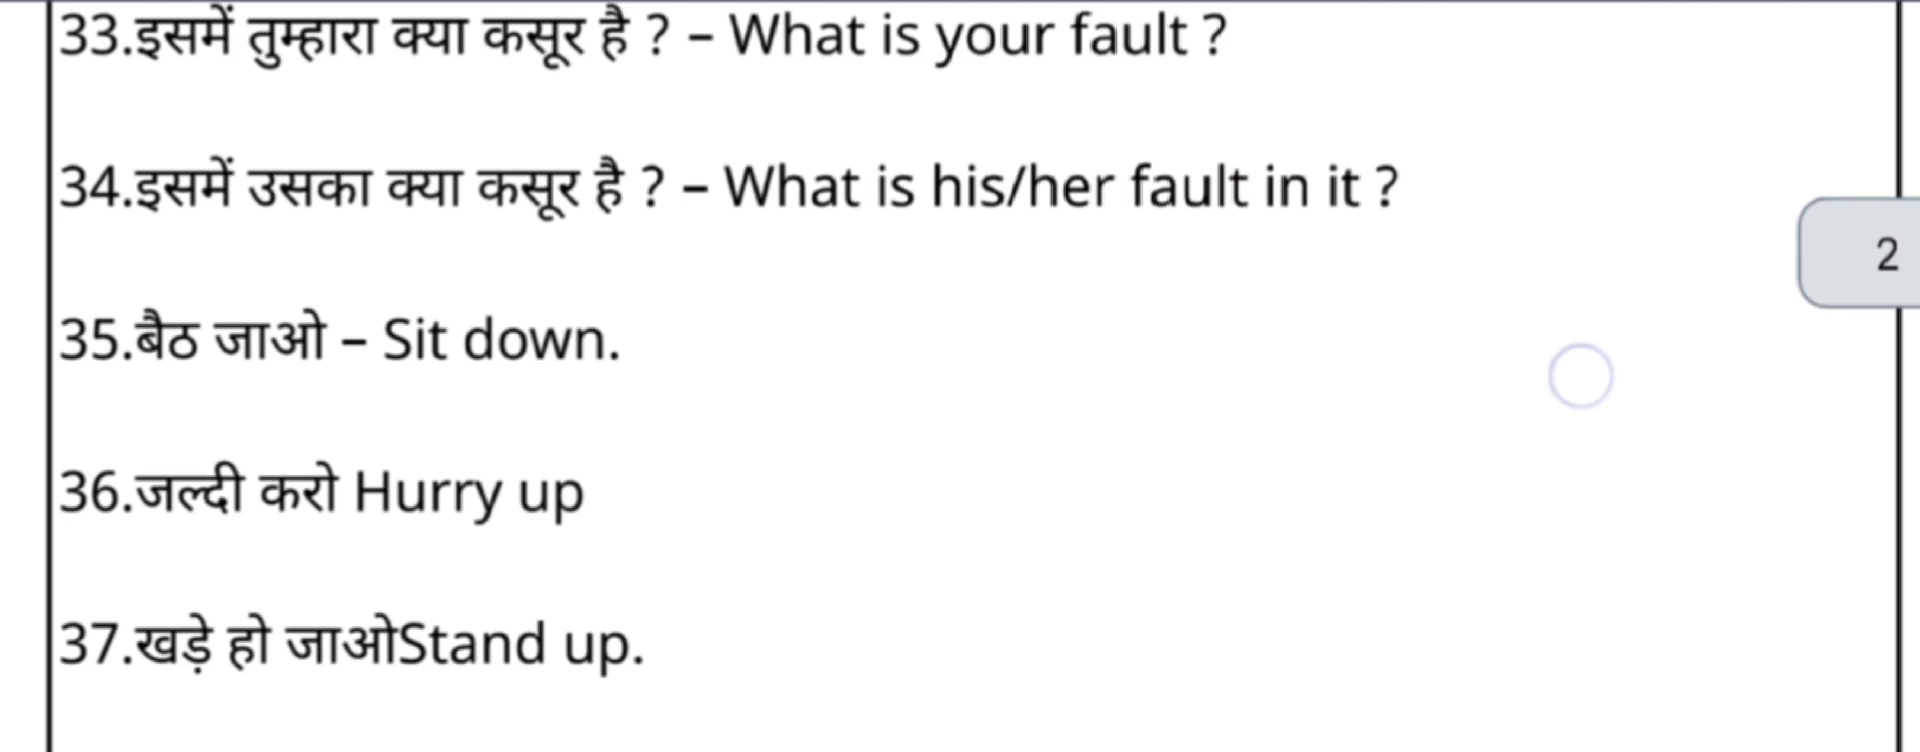 33.इसमें तुम्हारा क्या कसूर है ? – What is your fault ?
34.इसमें उसका क्या कसूर है ? – What is his/her fault in it ?
2
35.बैठ जाओ – Sit down.
36.जल्दी करो Hurry up
37.खड़े हो जाओStand up.